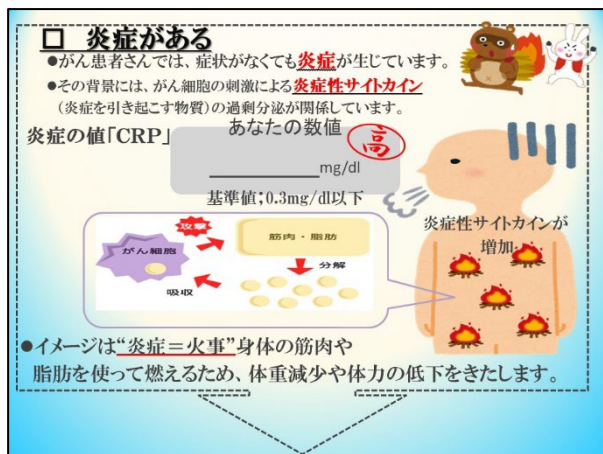 □ 炎症がある
●がん患者さんでは、症状がなくても炎症が生じています。
●その背景には、がん細胞の刺激による炎症性サイトカイン
(炎症を引き起こす物質)の過剰分泌が関係しています。
炎症の値「CRP」
あなたの数値
高
mg/dl
基準値;0.3mg/dl以下
攻撃
がん細胞
筋肉・脂肪
分解
吸収
炎症性サイトカインが
増加
●イメージは“炎症=火事”身体の筋肉や
脂肪を使って燃えるため、体重減少や体力の低下をきたします。